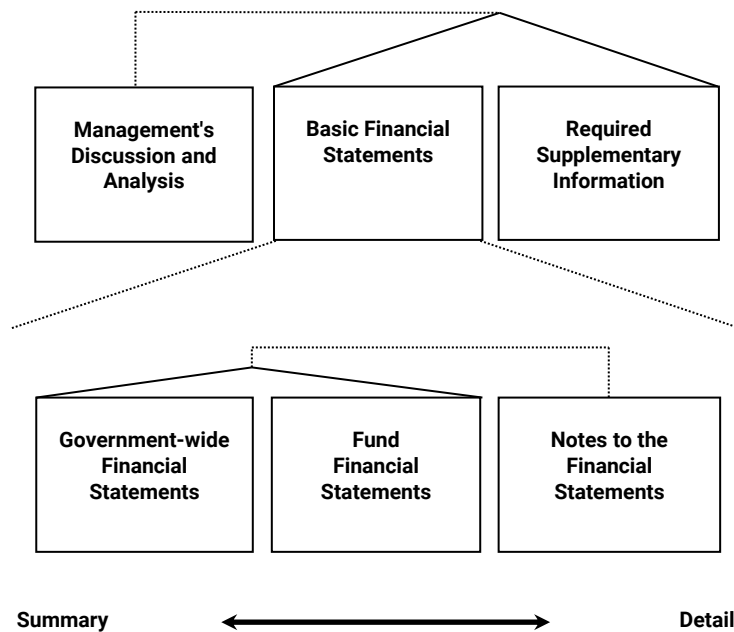 Management's
Discussion and
Analysis
Basic Financial
Statements
Required
Supplementary
Information
Government-wide
Financial
Statements
Fund
Financial
Statements
Notes to the
Financial
Statements
Summary
Detail